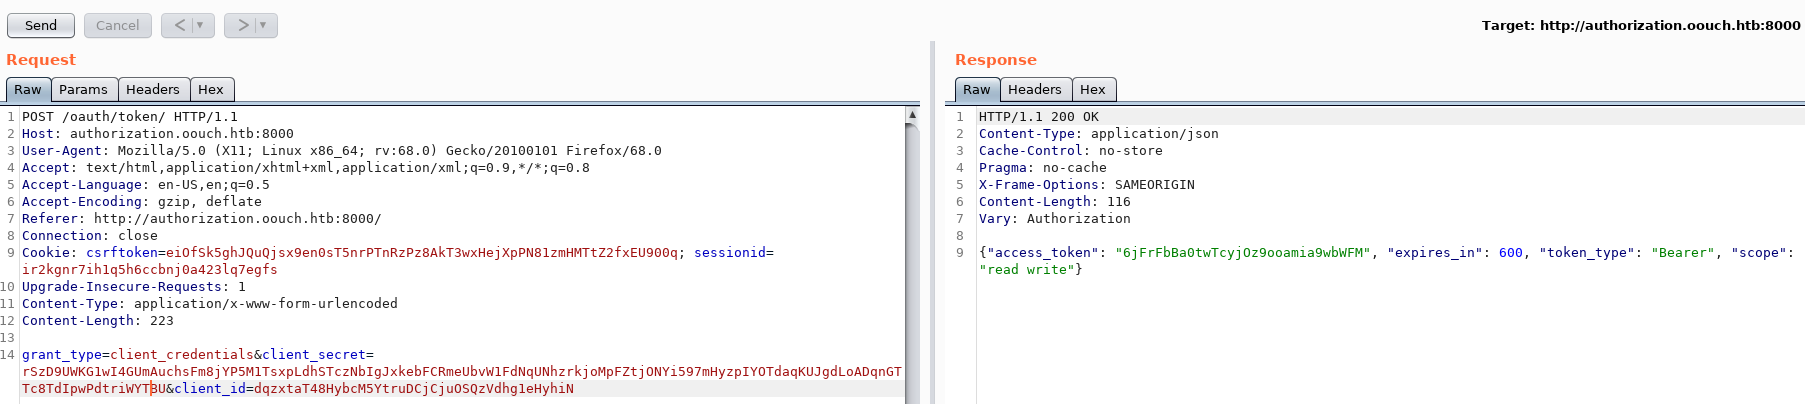 Send Cancel < ▼ > ▼ Target: http://authorization.oouch.htb:8000
Request
Raw Params Headers Hex
1 POST /oauth/token/ HTTP/1.1
2 Host: authorization.oouch.htb:8000
3 User-Agent: Mozilla/5.0 (X11; Linux x86_64; rv:68.0) Gecko/20100101 Firefox/68.0
4 Accept: text/html,application/xhtml+xml,application/xml;q=0.9,*/*;q=0.8
5 Accept-Language: en-US,en;q=0.5
6 Accept-Encoding: gzip, deflate
7 Referer: http://authorization.oouch.htb:8000/
8 Connection: close
9 Cookie: csrftoken=eiOfSk5ghJQuQjsx9en0sT5nrPTnRzPz8AkT3wxHejXpPN81zmHMTtZ2fxEU900q; sessionid=
ir2kgnr7ih1q5h6ccbnj0a423lq7egfs
10 Upgrade-Insecure-Requests: 1
11 Content-Type: application/x-www-form-urlencoded
12 Content-Length: 223
13
14 grant_type=client_credentials&client_secret=
rSzD9UWKG1wI4GUmAuchsFm8jYP5M1TsxpLdhSTczNbIgJxkebFCRmeUbvW1FdNqUNhzrkjoMpFZtjONYi597mHyzpIYOTdaqKUJgdLoADqnGT
Tc8TdIpwPdtriWYTBU&client_id=dqzxtaT48HybcM5YtruDCjCjuOSQzVdhg1eHyhiN
Response
Raw Headers Hex
1 HTTP/1.1 200 OK
2 Content-Type: application/json
3 Cache-Control: no-store
4 Pragma: no-cache
5 X-Frame-Options: SAMEORIGIN
6 Content-Length: 116
7 Vary: Authorization
8
9 {"access_token": "6jFrFbBa0twTcyjOz9ooamia9wbWFM", "expires_in": 600, "token_type": "Bearer", "scope":
"read write"}